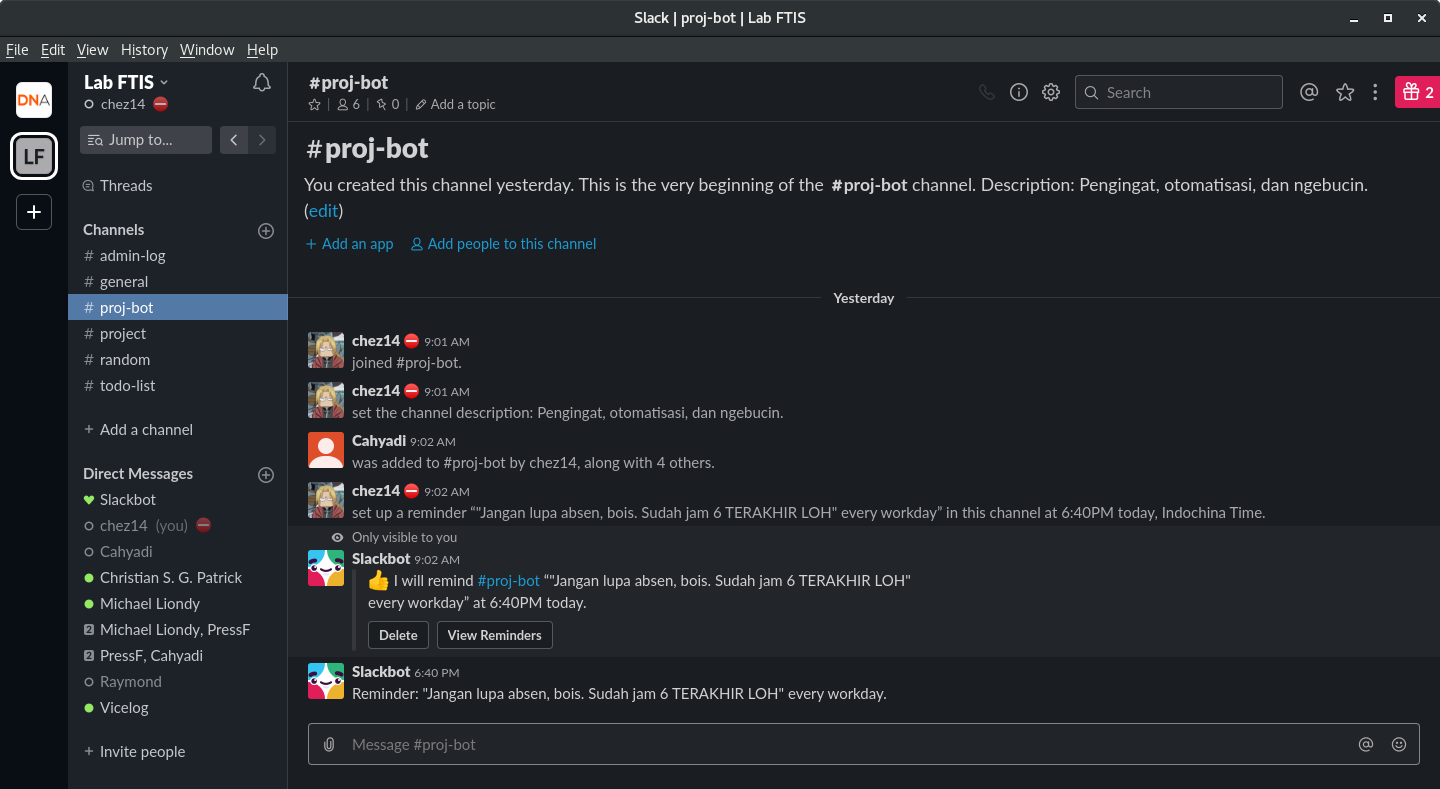 Slack | proj-bot | Lab FTIS
File Edit View History Window Help
DNA
LF
Lab FTIS
chez14
Jump to...
Threads
Channels
# admin-log
# general
# proj-bot
# project
# random
# todo-list
+ Add a channel
Direct Messages
Slackbot
chez14 (you)
Cahyadi
Christian S. G. Patrick
Michael Liondy
2 Michael Liondy, PressF
2 PressF, Cahyadi
Raymond
Vicelog
+ Invite people
#proj-bot
6 | 0 | Add a topic
Search
2
#proj-bot
You created this channel yesterday. This is the very beginning of the #proj-bot channel. Description: Pengingat, otomatisasi, dan ngebucin.
(edit)
+ Add an app Add people to this channel
Yesterday
chez14 9:01 AM
joined #proj-bot.
chez14 9:01 AM
set the channel description: Pengingat, otomatisasi, dan ngebucin.
Cahyadi 9:02 AM
was added to #proj-bot by chez14, along with 4 others.
chez14 9:02 AM
set up a reminder “"Jangan lupa absen, bois. Sudah jam 6 TERAKHIR LOH" every workday” in this channel at 6:40PM today, Indochina Time.
Only visible to you
Slackbot 9:02 AM
👍 I will remind #proj-bot “"Jangan lupa absen, bois. Sudah jam 6 TERAKHIR LOH"
every workday” at 6:40PM today.
Delete View Reminders
Slackbot 6:40 PM
Reminder: "Jangan lupa absen, bois. Sudah jam 6 TERAKHIR LOH" every workday.
Message #proj-bot